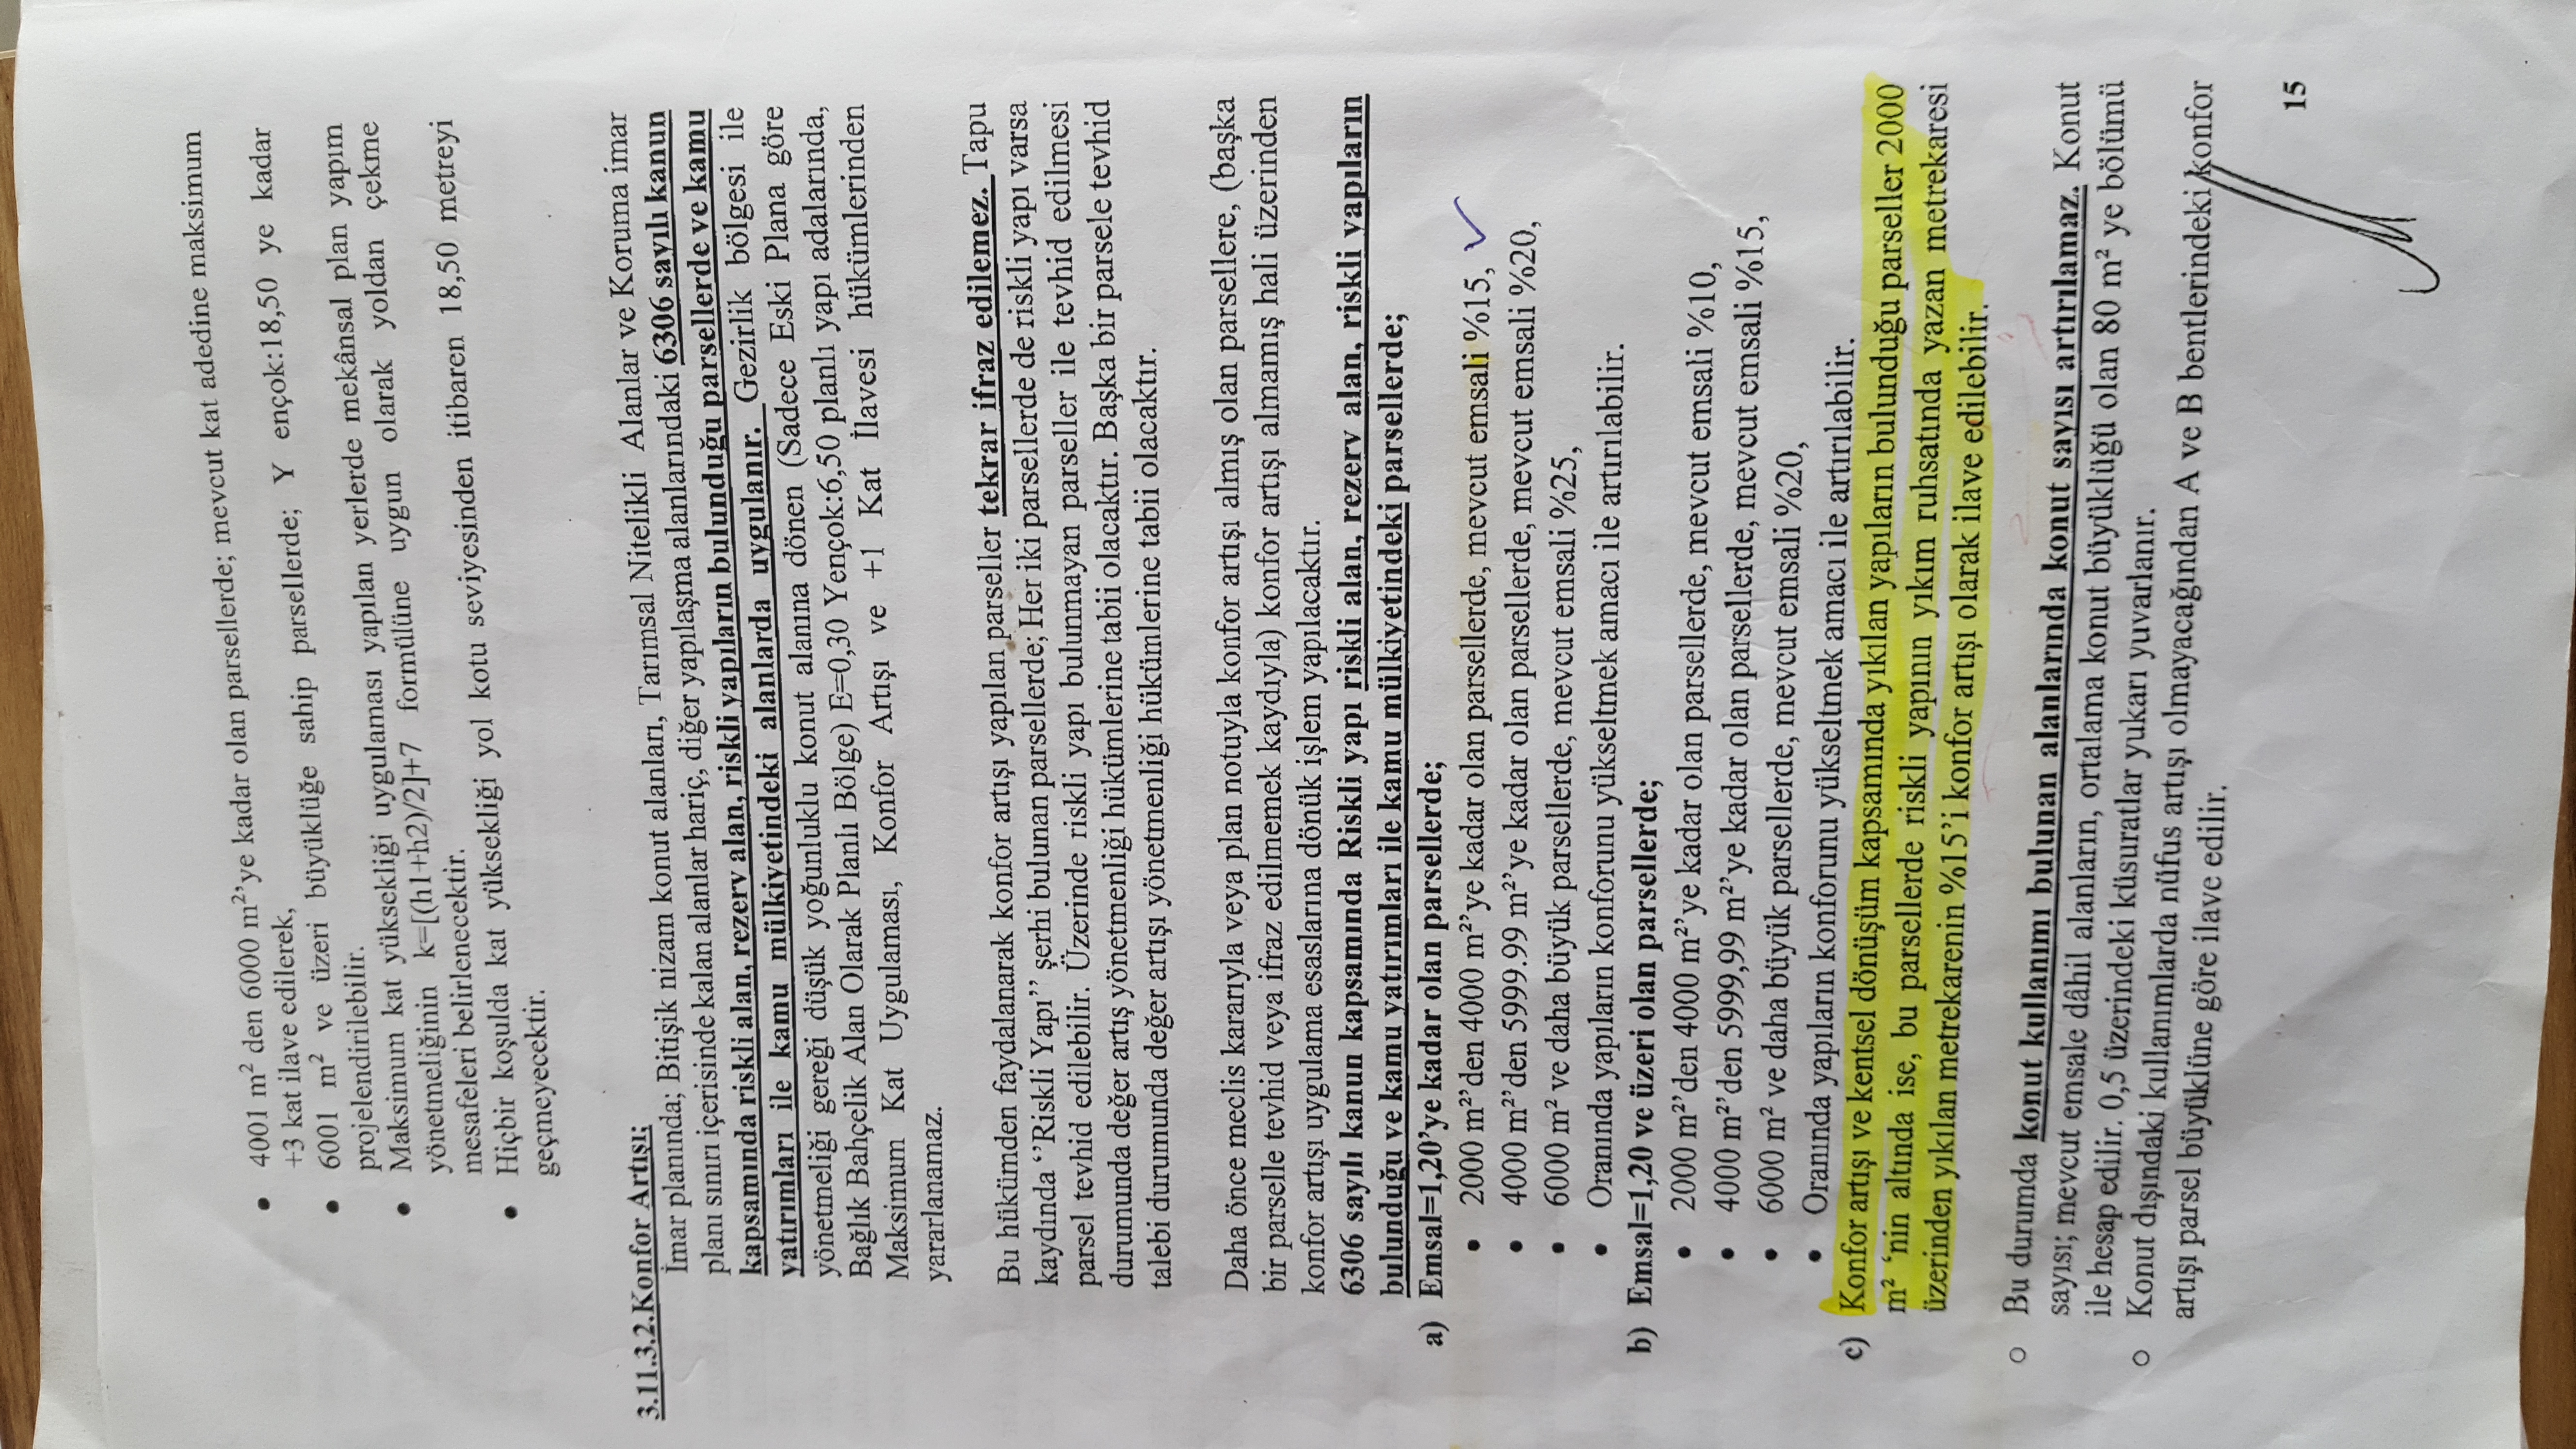 • 4001 m² den 6000 m²’ye kadar olan parsellerde; mevcut kat adedine maksimum
+3 kat ilave edilerek,
• 6001 m² ve üzeri büyüklüğe sahip parsellerde; Y ençok:18,50 ye kadar
projelendirilebilir.
• Maksimum kat yüksekliği uygulaması yapılan yerlerde mekânsal plan yapım
yönetmeliğinin k=[(h1+h2)/2]+7 formülüne uygun olarak yoldan çekme
mesafeleri belirlenecektir.
• Hiçbir koşulda kat yüksekliği yol kotu seviyesinden itibaren 18,50 metreyi
geçmeyecektir.
3.11.3.2.Konfor Artışı;
İmar planında; Bitişik nizam konut alanları, Tarımsal Nitelikli Alanlar ve Koruma imar
planı sınırı içerisinde kalan alanlar hariç, diğer yapılaşma alanlarındaki 6306 sayılı kanun
kapsamında riskli alan, rezerv alan, riskli yapıların bulunduğu parsellerde ve kamu
yatırımları ile kamu mülkiyetindeki alanlarda uygulanır. Gezirlik bölgesi ile
yönetmeliği gereği düşük yoğunluklu konut alanına dönen (Sadece Eski Plana göre
Bağlık Bahçelik Alan Olarak Planlı Bölge) E=0,30 Yençok:6,50 planlı yapı adalarında,
Maksimum Kat Uygulaması, Konfor Artışı ve +1 Kat İlavesi hükümlerinden
yararlanamaz.
Bu hükümden faydalanarak konfor artışı yapılan parseller tekrar ifraz edilemez. Tapu
kaydında ‘’Riskli Yapı’’ şerhi bulunan parsellerde; Her iki parsellerde de riskli yapı varsa
parsel tevhid edilebilir. Üzerinde riskli yapı bulunmayan parseller ile tevhid edilmesi
durumunda değer artış yönetmenliği hükümlerine tabii olacaktır. Başka bir parsele tevhid
talebi durumunda değer artışı yönetmenliği hükümlerine tabii olacaktır.
Daha önce meclis kararıyla veya plan notuyla konfor artışı almış olan parsellere, (başka
bir parselle tevhid veya ifraz edilmemek kaydıyla) konfor artışı almamış hali üzerinden
konfor artışı uygulama esaslarına dönük işlem yapılacaktır.
6306 sayılı kanun kapsamında Riskli yapı riskli alan, rezerv alan, riskli yapıların
bulunduğu ve kamu yatırımları ile kamu mülkiyetindeki parsellerde;
a) Emsal=1,20’ye kadar olan parsellerde;
• 2000 m²’den 4000 m²’ye kadar olan parsellerde, mevcut emsali %15,
• 4000 m²’den 5999.99 m²’ye kadar olan parsellerde, mevcut emsali %20,
• 6000 m² ve daha büyük parsellerde, mevcut emsali %25,
• Oranında yapıların konforunu yükseltmek amacı ile artırılabilir.
b) Emsal=1,20 ve üzeri olan parsellerde;
• 2000 m²’den 4000 m²’ye kadar olan parsellerde, mevcut emsali %10,
• 4000 m²’den 5999,99 m²’ye kadar olan parsellerde, mevcut emsali %15,
• 6000 m² ve daha büyük parsellerde, mevcut emsali %20,
• Oranında yapıların konforunu yükseltmek amacı ile artırılabilir.
c) Konfor artışı ve kentsel dönüşüm kapsamında yıkılan yapıların bulunduğu parseller 2000
m² ‘nin altında ise, bu parsellerde riskli yapının yıkım ruhsatında yazan metrekaresi
üzerinden yıkılan metrekarenin %15’i konfor artışı olarak ilave edilebilir.
o Bu durumda konut kullanımı bulunan alanlarında konut sayısı artırılamaz. Konut
sayısı; mevcut emsale dâhil alanların, ortalama konut büyüklüğü olan 80 m² ye bölümü
ile hesap edilir. 0,5 üzerindeki küsuratlar yukarı yuvarlanır.
o Konut dışındaki kullanımlarda nüfus artışı olmayacağından A ve B bentlerindeki konfor
artışı parsel büyüklüne göre ilave edilir.
15